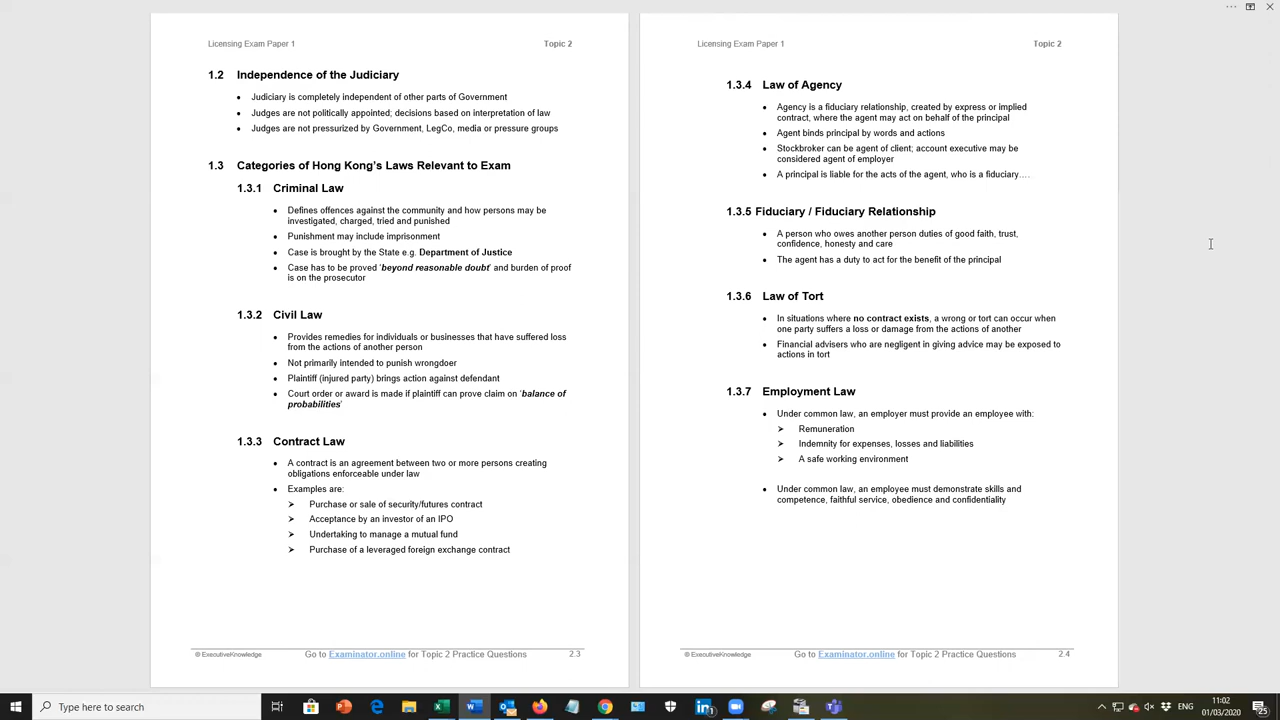 Licensing Exam Paper 1 Topic 2
1.2 Independence of the Judiciary
• Judiciary is completely independent of other parts of Government
• Judges are not politically appointed; decisions based on interpretation of law
• Judges are not pressurized by Government, LegCo, media or pressure groups
1.3 Categories of Hong Kong's Laws Relevant to Exam
1.3.1 Criminal Law
• Defines offences against the community and how persons may be
investigated, charged, tried and punished
• Punishment may include imprisonment
• Case is brought by the State e.g. Department of Justice
• Case has to be proved 'beyond reasonable doubt' and burden of proof
is on the prosecutor
1.3.2 Civil Law
• Provides remedies for individuals or businesses that have suffered loss
from the actions of another person
• Not primarily intended to punish wrongdoer
• Plaintiff (injured party) brings action against defendant
• Court order or award is made if plaintiff can prove claim on 'balance of
probabilities'
1.3.3 Contract Law
• A contract is an agreement between two or more persons creating
obligations enforceable under law
• Examples are:
➤ Purchase or sale of security/futures contract
➤ Acceptance by an investor of an IPO
➤ Undertaking to manage a mutual fund
➤ Purchase of a leveraged foreign exchange contract
© ExecutiveKnowledge Go to Examinator.online for Topic 2 Practice Questions 2.3
Licensing Exam Paper 1 Topic 2
1.3.4 Law of Agency
• Agency is a fiduciary relationship, created by express or implied
contract, where the agent may act on behalf of the principal
• Agent binds principal by words and actions
• Stockbroker can be agent of client; account executive may be
considered agent of employer
• A principal is liable for the acts of the agent, who is a fiduciary....
1.3.5 Fiduciary / Fiduciary Relationship
• A person who owes another person duties of good faith, trust,
confidence, honesty and care
• The agent has a duty to act for the benefit of the principal
1.3.6 Law of Tort
• In situations where no contract exists, a wrong or tort can occur when
one party suffers a loss or damage from the actions of another
• Financial advisers who are negligent in giving advice may be exposed to
actions in tort
1.3.7 Employment Law
• Under common law, an employer must provide an employee with:
➤ Remuneration
➤ Indemnity for expenses, losses and liabilities
➤ A safe working environment
• Under common law, an employee must demonstrate skills and
competence, faithful service, obedience and confidentiality
© ExecutiveKnowledge Go to Examinator.online for Topic 2 Practice Questions 2.4
Type here to search
11:02
01/03/2020